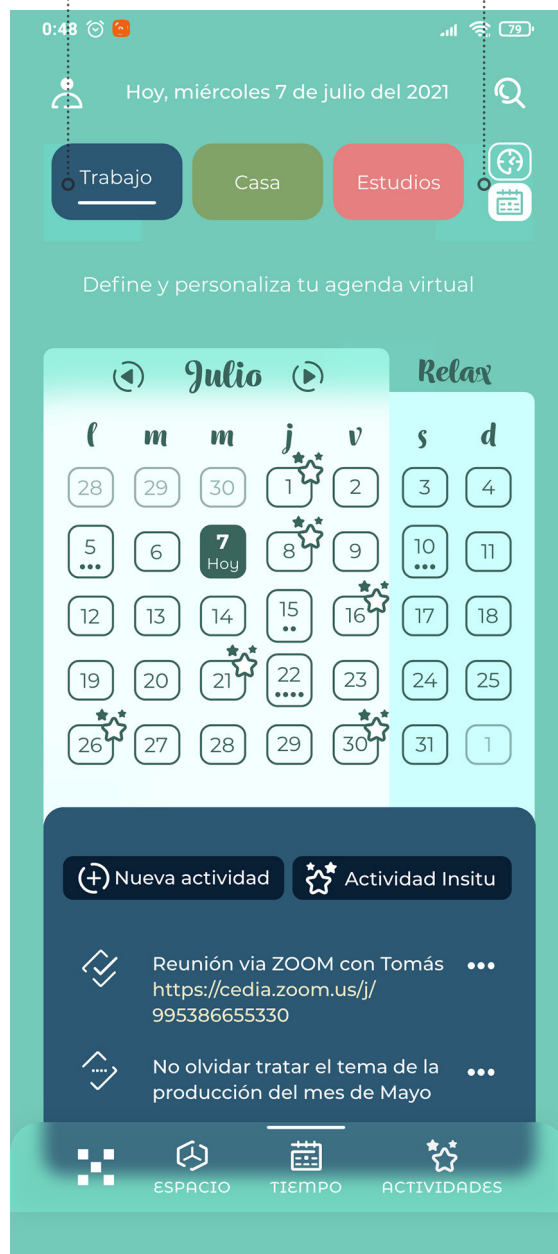 0:48
79
Hoy, miércoles 7 de julio del 2021
Trabajo Casa Estudios
Define y personaliza tu agenda virtual
Julio Relax
l m m j v s d
28 29 30 1 2 3 4
5 6 7 8 9 10 11
Hoy
12 13 14 15 16 17 18
19 20 21 22 23 24 25
26 27 28 29 30 31 1
Nueva actividad Actividad Insitu
Reunión via ZOOM con Tomás
https://cedia.zoom.us/j/
995386655330
No olvidar tratar el tema de la
producción del mes de Mayo
ESPACIO TIEMPO ACTIVIDADES